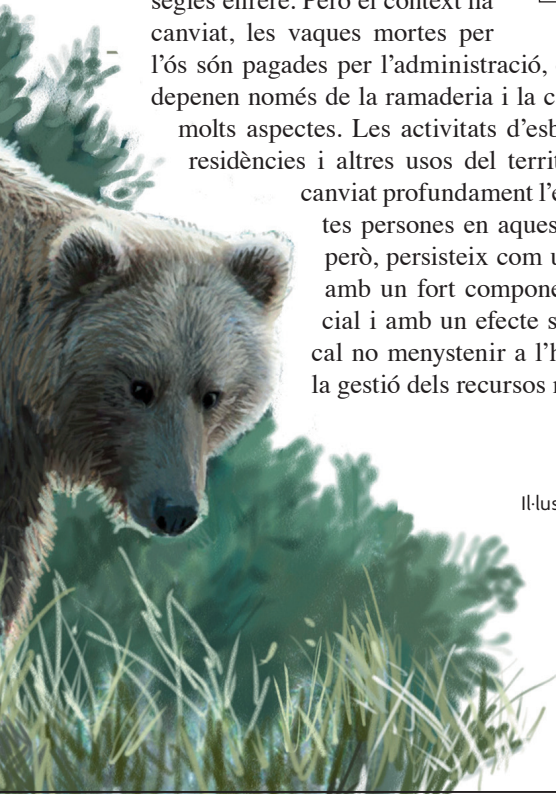 segles enrere. Però el context ha
canviat, les vaques mortes per
l'ós són pagades per l'administració,
depenen només de la ramaderia i la
molts aspectes. Les activitats
residències i altres usos del
canviat profundament
tes persones en
però, persisteix com
amb un fort
cial i amb un efecte
cal no menystenir a
la gestió dels recursos